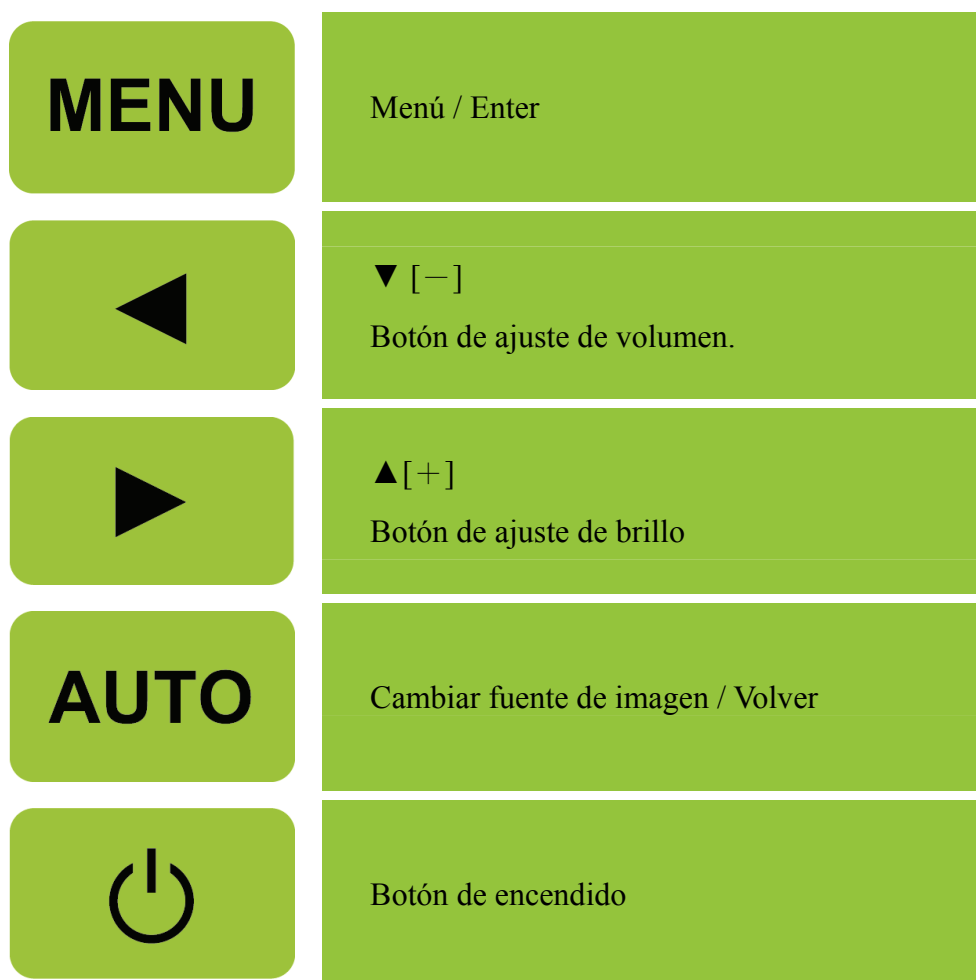 MENU
Menú / Enter
◄
▼ [－]
Botón de ajuste de volumen.
►
▲[＋]
Botón de ajuste de brillo
AUTO
Cambiar fuente de imagen / Volver
Botón de encendido